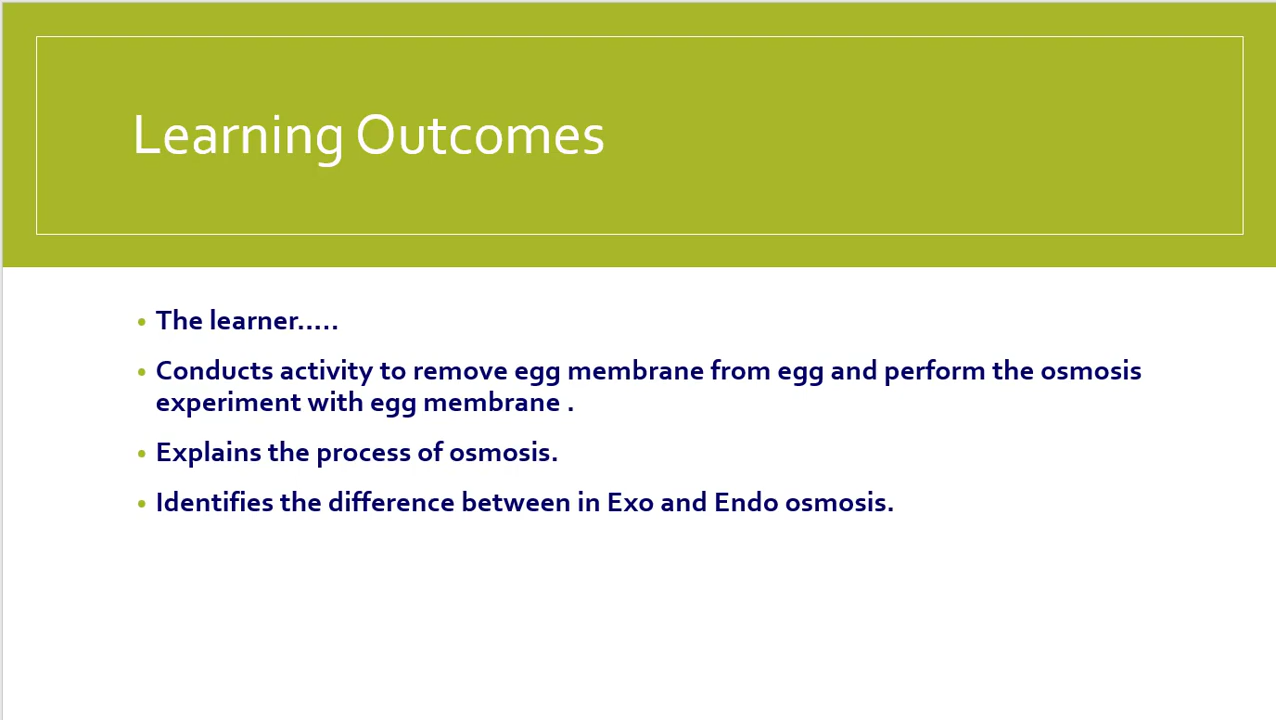 Learning Outcomes
• The learner.....
• Conducts activity to remove egg membrane from egg and perform the osmosis
experiment with egg membrane .
• Explains the process of osmosis.
• Identifies the difference between in Exo and Endo osmosis.